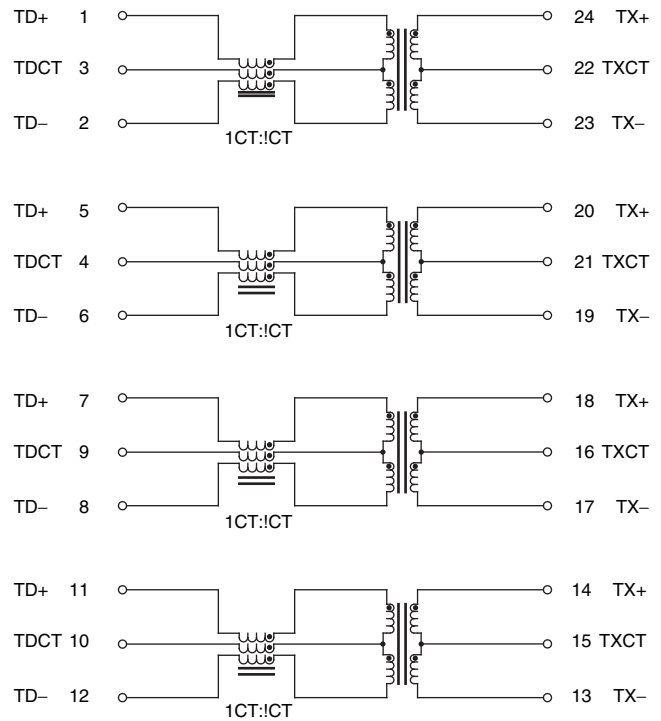 TD+ 1 24 TX+
TDCT 3 22 TXCT
TD− 2 23 TX−
1CT:!CT
TD+ 5 20 TX+
TDCT 4 21 TXCT
TD− 6 19 TX−
1CT:!CT
TD+ 7 18 TX+
TDCT 9 16 TXCT
TD− 8 17 TX−
1CT:!CT
TD+ 11 14 TX+
TDCT 10 15 TXCT
TD− 12 13 TX−
1CT:!CT